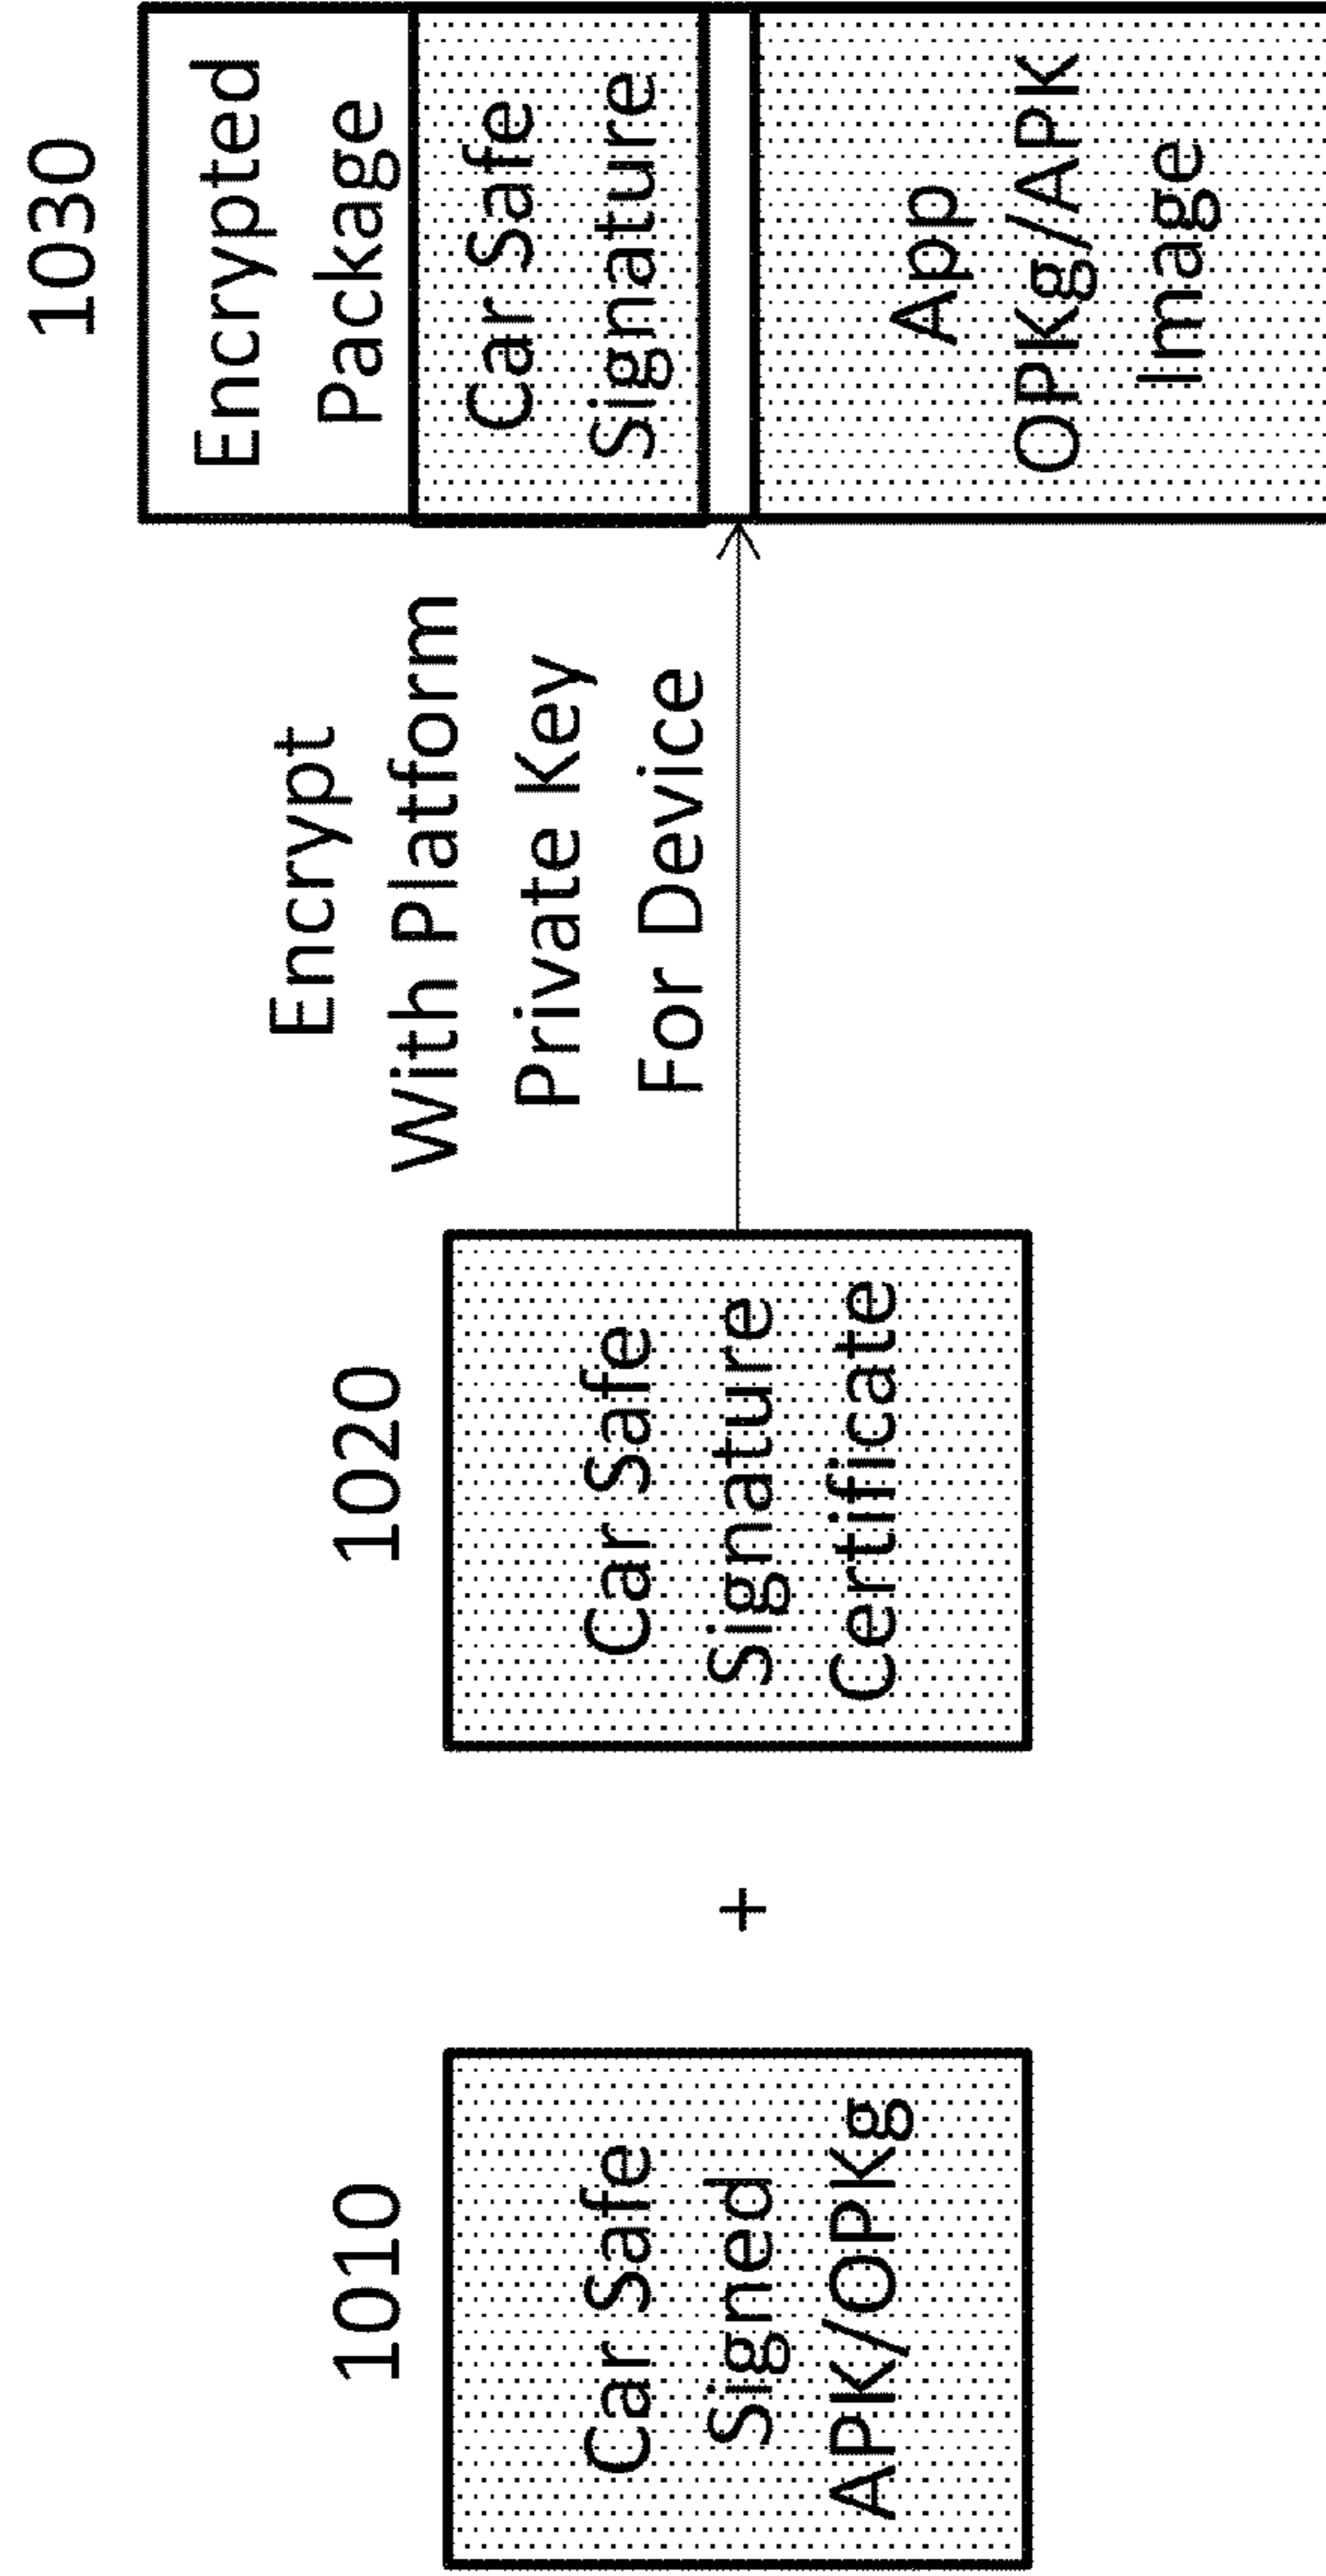 1010
Car Safe
Signed
APK/OPKg
+
1020
Car Safe
Signature
Certificate
Encrypt
With Platform
Private Key
For Device
1030
Encrypted
Package
Car Safe
Signature
App
OPKg/APK
Image